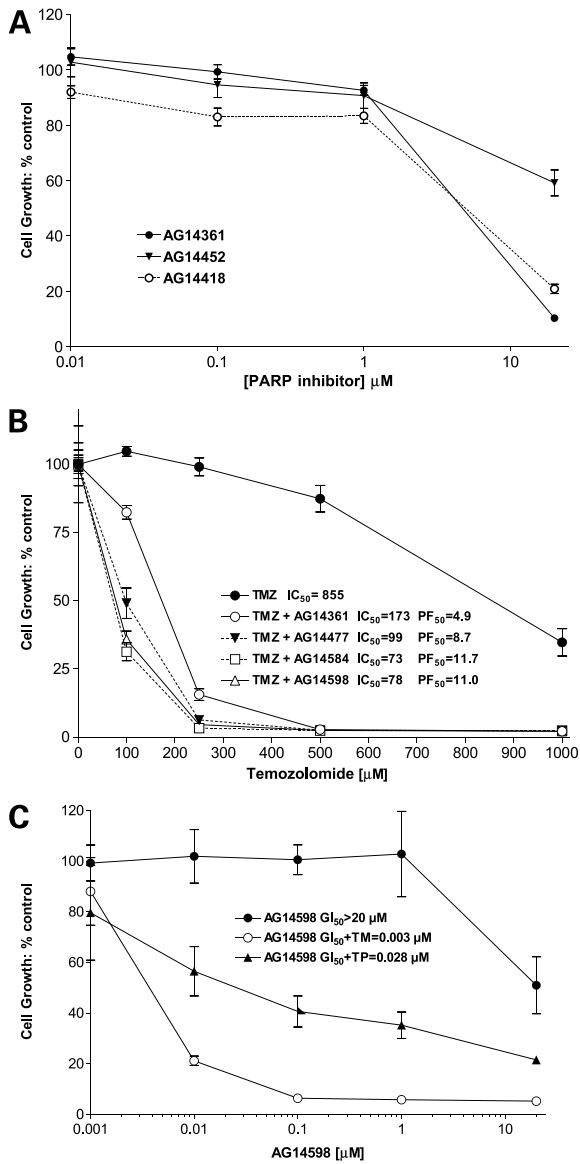 A
120
100
80
60
40
20
0
Cell Growth: % control
AG14361
AG14452
AG14418
0.01 0.1 1 10
[PARP inhibitor] µM
B
100
75
50
25
0
Cell Growth: % control
TMZ IC50= 855
TMZ + AG14361 IC50=173 PF50=4.9
TMZ + AG14477 IC50=99 PF50=8.7
TMZ + AG14584 IC50=73 PF50=11.7
TMZ + AG14598 IC50=78 PF50=11.0
0 100 200 300 400 500 600 700 800 900 1000
Temozolomide [µM]
C
120
100
80
60
40
20
0
Cell Growth: % control
AG14598 GI50>20 µM
AG14598 GI50+TM=0.003 µM
AG14598 GI50+TP=0.028 µM
0.001 0.01 0.1 1 10
AG14598 [µM]